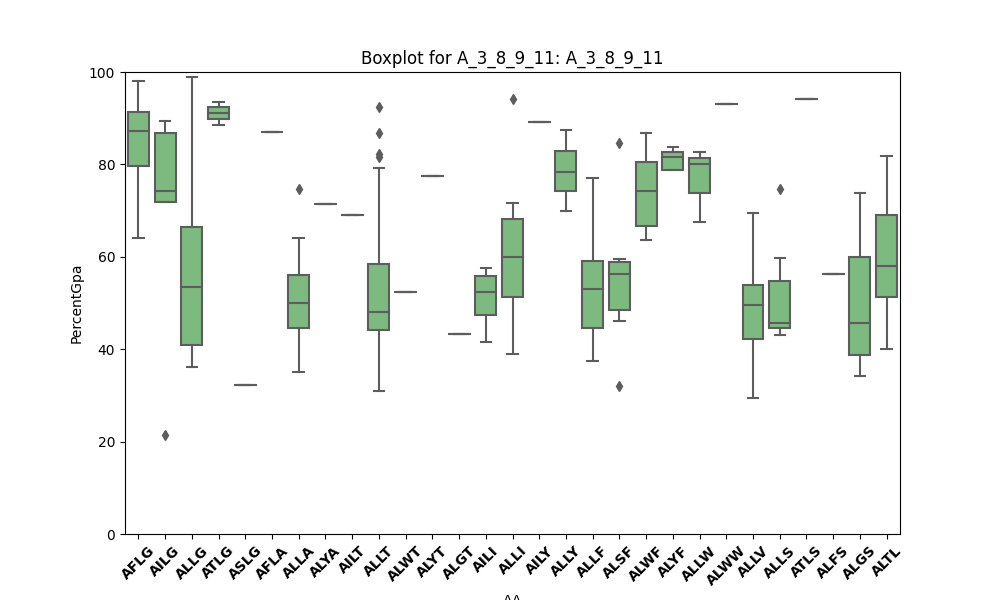 Boxplot for A_3_8_9_11: A_3_8_9_11
PercentGpa
100
80
60
40
20
0
AFLG AILG ALLG ATLG ASLG AFLA ALLA ALYA AILT ALLT ALWT ALYT ALGT AILI ALLI AILY ALLY ALLF ALSF ALWF ALYF ALLW ALWW ALLV ALLS ATLS ALFS ALGS ALTL
AA